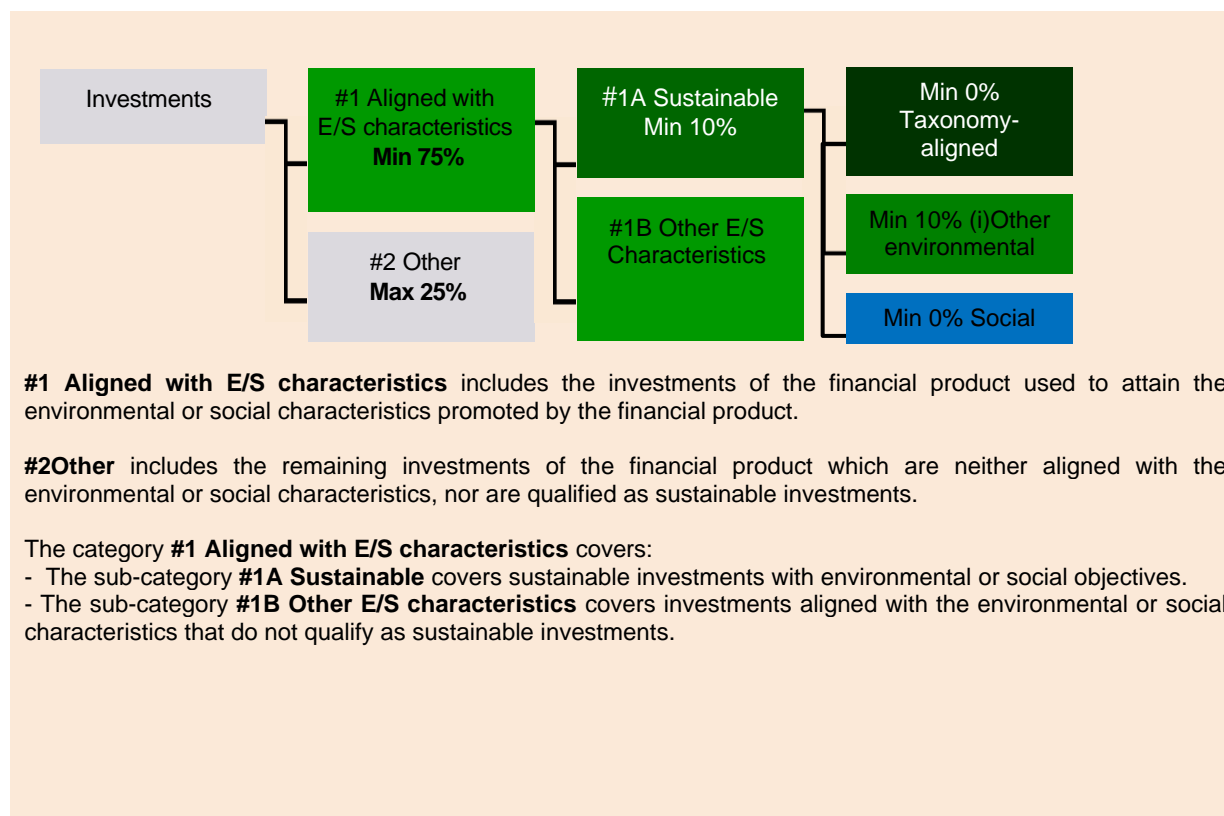 Investments
#1 Aligned with
E/S characteristics
Min 75%
#2 Other
Max 25%
#1A Sustainable
Min 10%
#1B Other E/S
Characteristics
Min 0%
Taxonomy-
aligned
Min 10% (i)Other
environmental
Min 0% Social
#1 Aligned with E/S characteristics includes the investments of the financial product used to attain the
environmental or social characteristics promoted by the financial product.
#2Other includes the remaining investments of the financial product which are neither aligned with the
environmental or social characteristics, nor are qualified as sustainable investments.
The category #1 Aligned with E/S characteristics covers:
- The sub-category #1A Sustainable covers sustainable investments with environmental or social objectives.
- The sub-category #1B Other E/S characteristics covers investments aligned with the environmental or social
characteristics that do not qualify as sustainable investments.